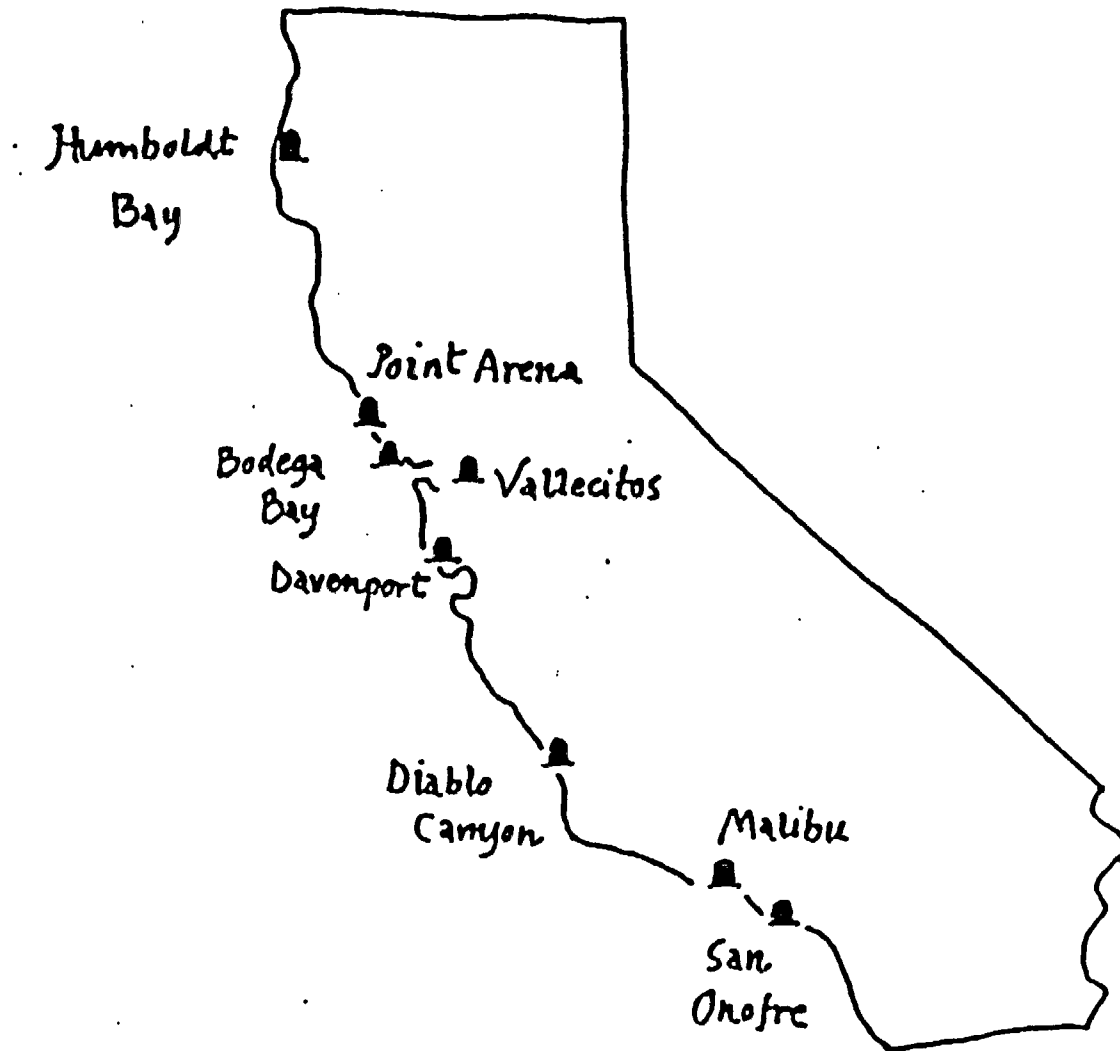 Humboldt
Bay
Point Arena
Bodega
Bay
Vallecitos
Davenport
Diablo
Canyon
Malibu
San
Onofre